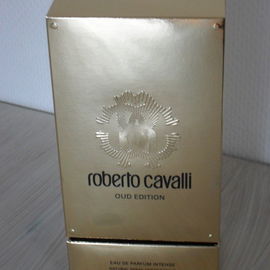 roberto cavalli
OUD EDITION
EAU DE PARFUM INTENSE